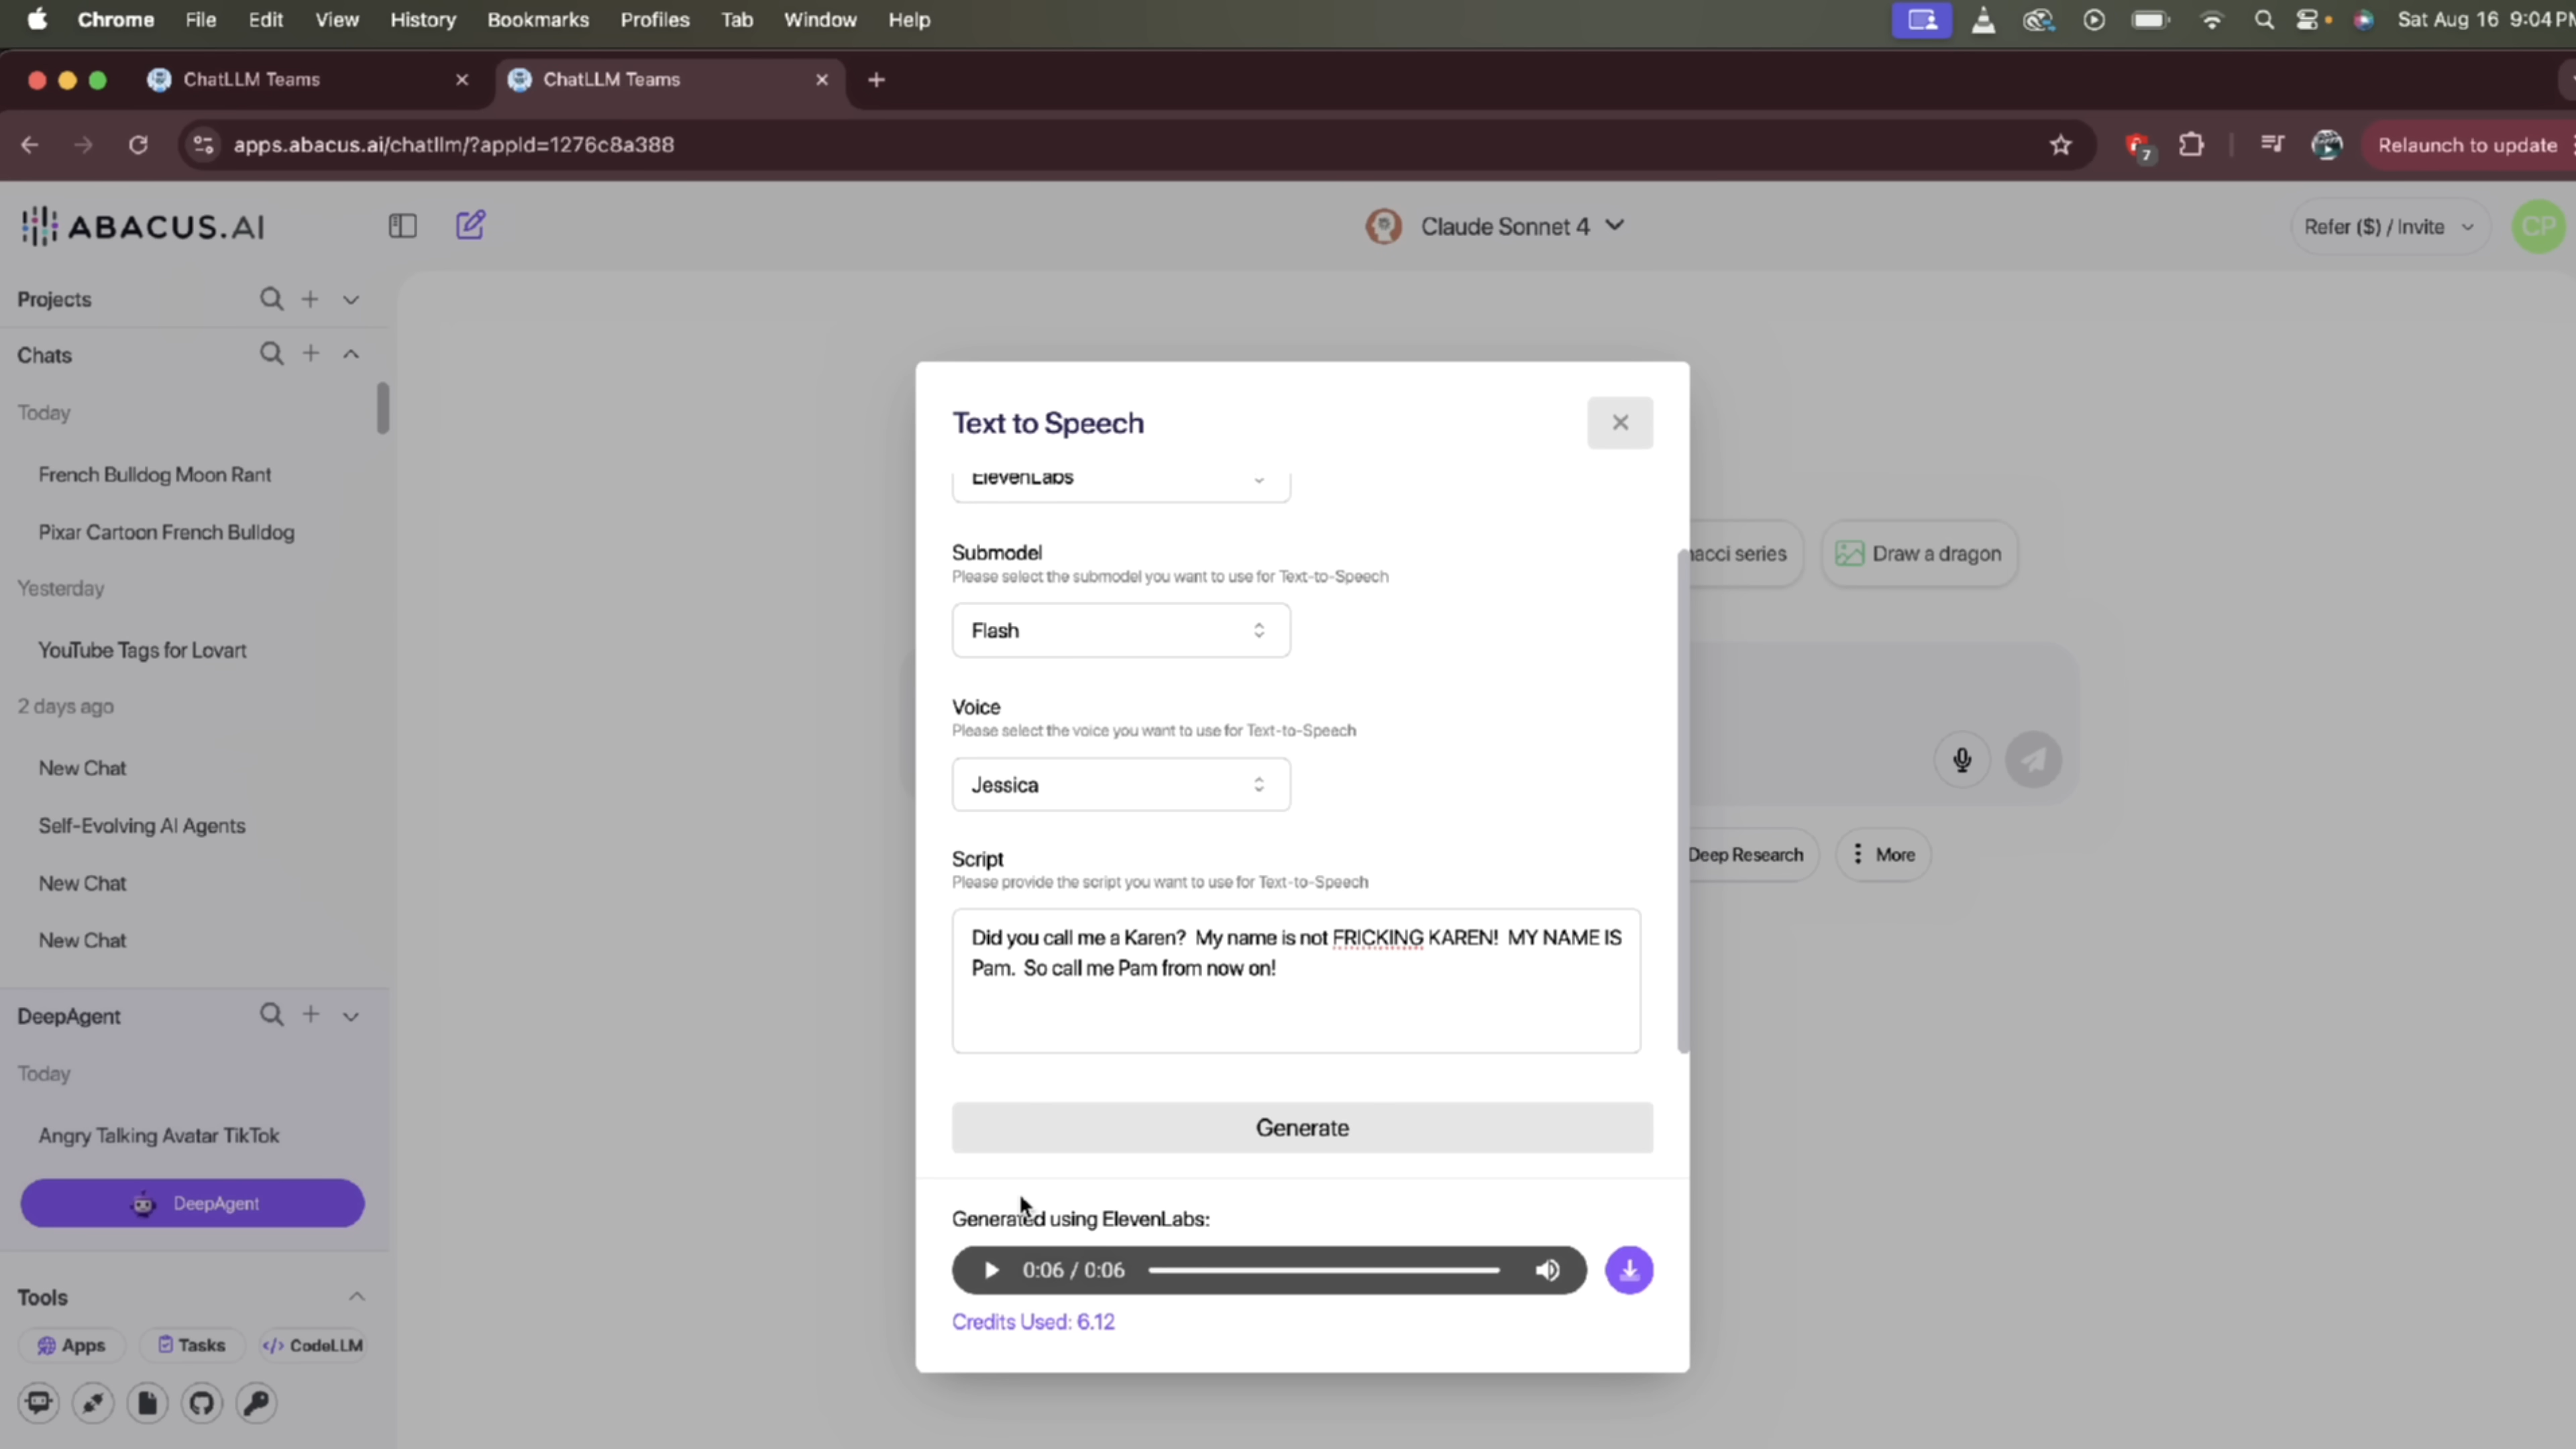 Chrome File Edit View History Bookmarks Profiles Tab Window Help Sat Aug 16 9:04PM
ChatLLM Teams ChatLLM Teams
apps.abacus.ai/chatllm/?appId=1276c8a388 7 Relaunch to update
ABACUS.AI Claude Sonnet 4 Refer ($) / Invite CP
Projects
Chats
Today
French Bulldog Moon Rant
Pixar Cartoon French Bulldog
Yesterday
YouTube Tags for Lovart
2 days ago
New Chat
Self-Evolving AI Agents
New Chat
New Chat
DeepAgent
Today
Angry Talking Avatar TikTok
DeepAgent
Tools
Apps Tasks </> CodeLLM
Text to Speech
ElevenLabs
Submodel
Please select the submodel you want to use for Text-to-Speech
Flash
Voice
Please select the voice you want to use for Text-to-Speech
Jessica
Script
Please provide the script you want to use for Text-to-Speech
Did you call me a Karen? My name is not FRICKING KAREN! MY NAME IS
Pam. So call me Pam from now on!
Generate
Generated using ElevenLabs:
0:06 / 0:06
Credits Used: 6.12
series Draw a dragon
Deep Research More